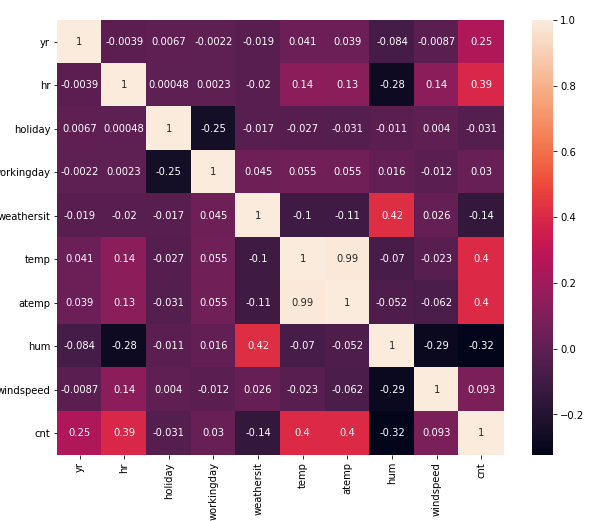 yr 1 -0.0039 0.0067 -0.0022 -0.019 0.041 0.039 -0.084 -0.0087 0.25
hr -0.0039 1 0.00048 0.0023 -0.02 0.14 0.13 -0.28 0.14 0.39
holiday 0.0067 0.00048 1 -0.25 -0.017 -0.027 -0.031 -0.011 0.004 -0.031
orkingday -0.0022 0.0023 -0.25 1 0.045 0.055 0.055 0.016 -0.012 0.03
weathersit -0.019 -0.02 -0.017 0.045 1 -0.1 -0.11 0.42 0.026 -0.14
temp 0.041 0.14 -0.027 0.055 -0.1 1 0.99 -0.07 -0.023 0.4
atemp 0.039 0.13 -0.031 0.055 -0.11 0.99 1 -0.052 -0.062 0.4
hum -0.084 -0.28 -0.011 0.016 0.42 -0.07 -0.052 1 -0.29 -0.32
windspeed -0.0087 0.14 0.004 -0.012 0.026 -0.023 -0.062 -0.29 1 0.093
cnt 0.25 0.39 -0.031 0.03 -0.14 0.4 0.4 -0.32 0.093 1
yr hr holiday workingday weathersit temp atemp hum windspeed cnt
1.0
0.8
0.6
0.4
0.2
0.0
−0.2